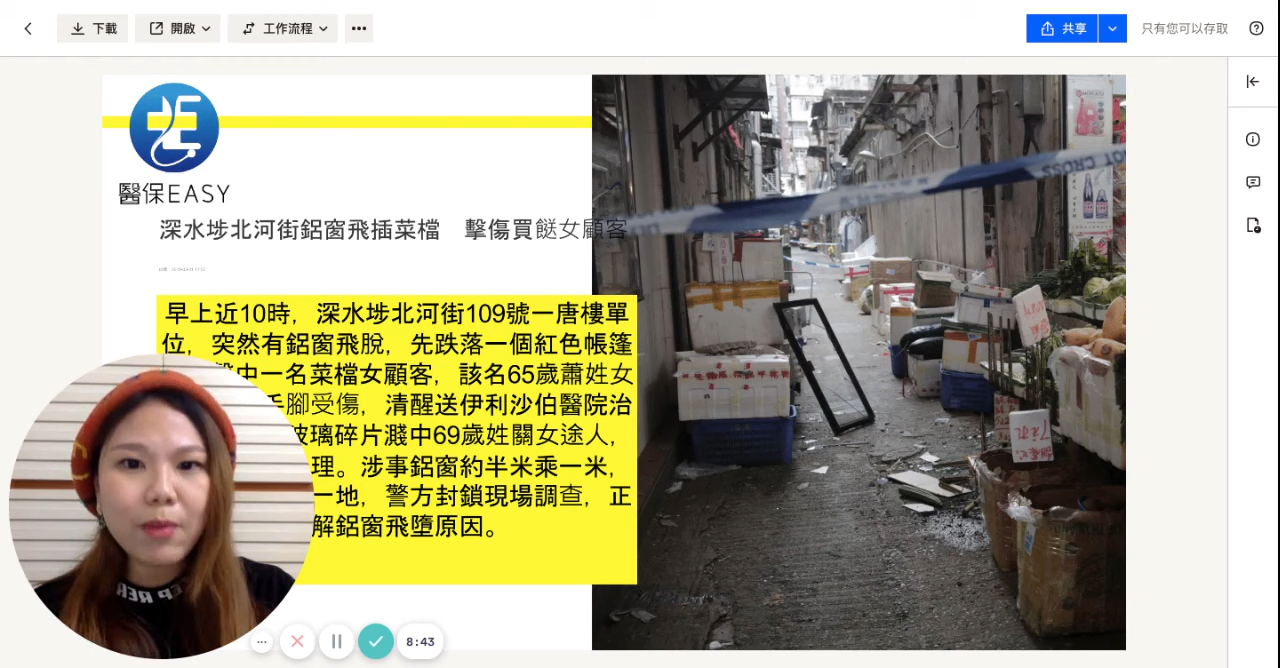 下載
開啟
工作流程
共享
只有您可以存取
醫保EASY
深水埗北河街鋁窗飛插菜檔 擊傷買餸女顧客
早上近10時，深水埗北河街109號一唐樓單
位，突然有鋁窗飛脫，先跌落一個紅色帳篷
中一名菜檔女顧客，該名65歲蕭姓女
手腳受傷，清醒送伊利沙伯醫院治
玻璃碎片濺中69歲姓關女途人，
理。涉事鋁窗約半米乘一米，
一地，警方封鎖現場調查，正
解鋁窗飛墮原因。
8:43